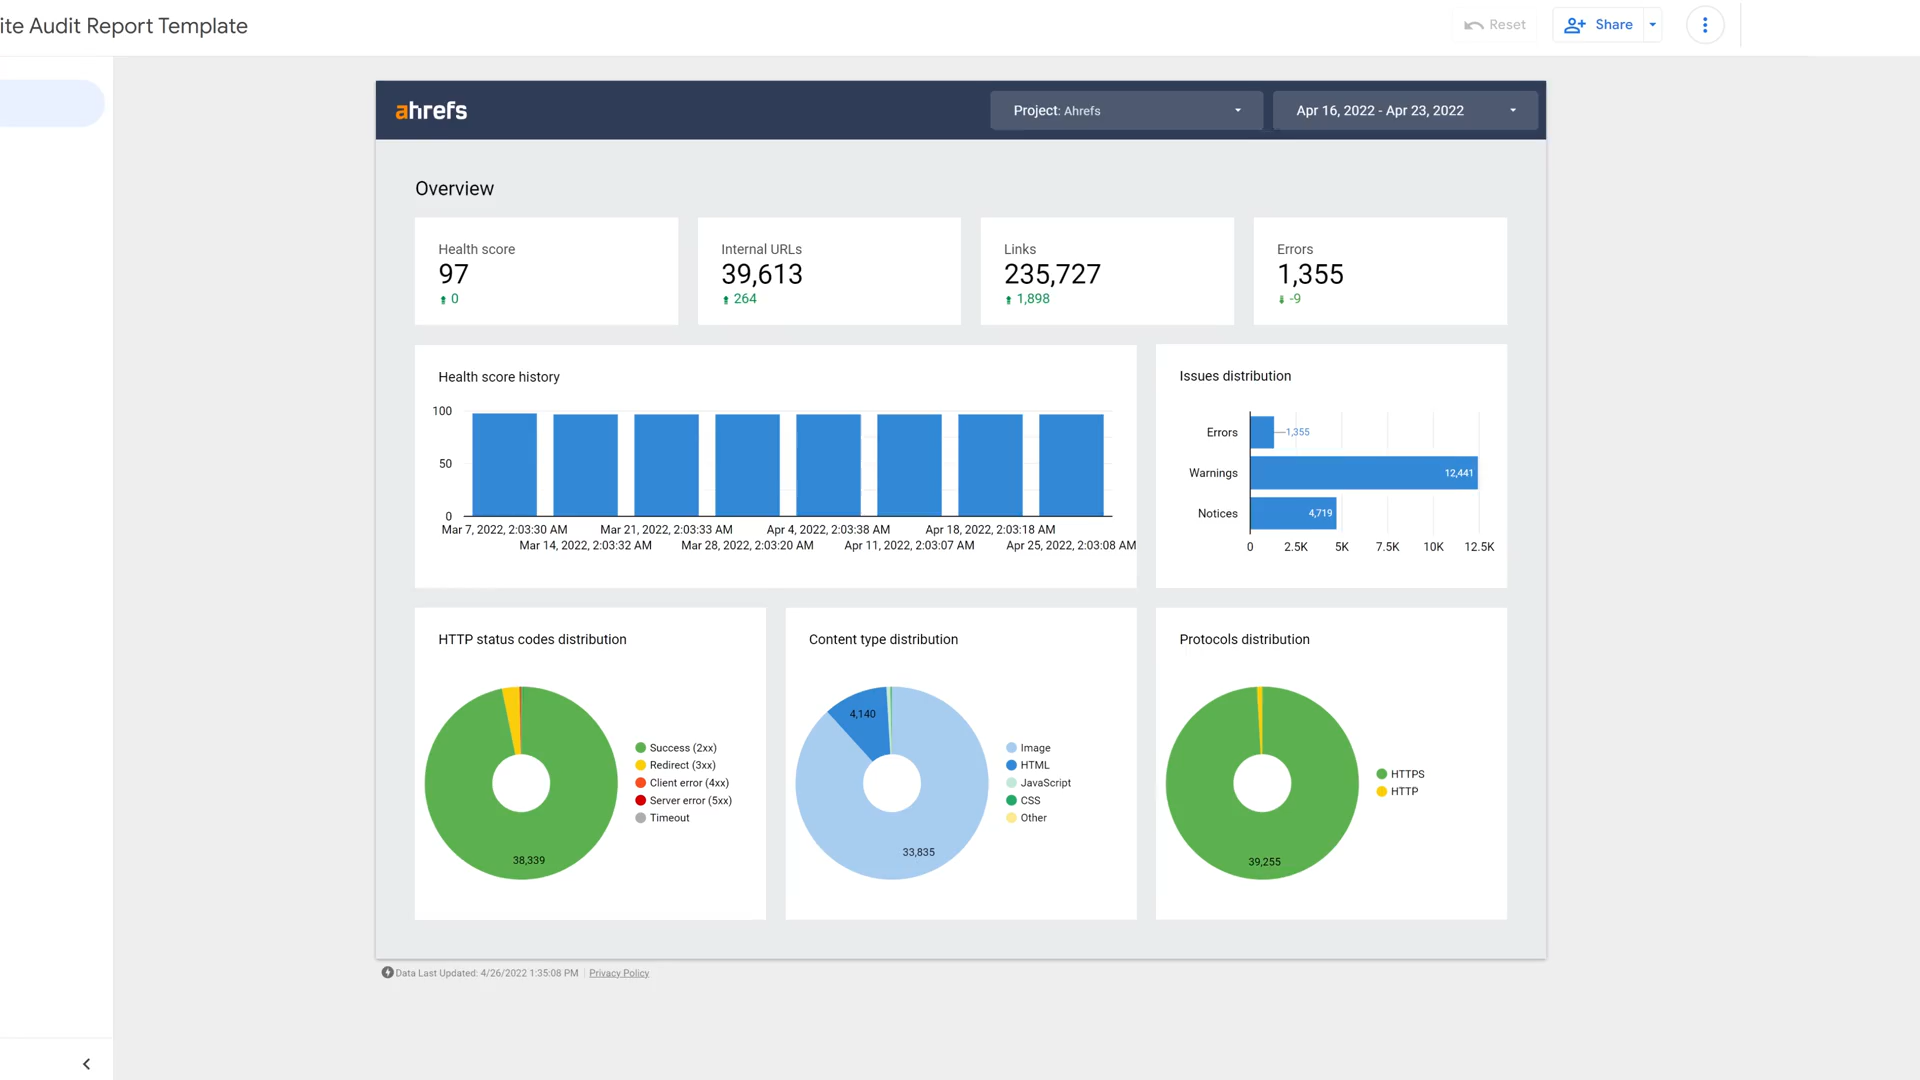 ite Audit Report Template
Reset
Share
ahrefs
Project: Ahrefs
Apr 16, 2022 - Apr 23, 2022
Overview
Health score
97
0
Internal URLs
39,613
264
Links
235,727
1,898
Errors
1,355
-9
Health score history
100
50
0
Mar 7, 2022, 2:03:30 AM
Mar 21, 2022, 2:03:33 AM
Apr 4, 2022, 2:03:38 AM
Apr 18, 2022, 2:03:18 AM
Mar 14, 2022, 2:03:32 AM
Mar 28, 2022, 2:03:20 AM
Apr 11, 2022, 2:03:07 AM
Apr 25, 2022, 2:03:08 AM
Issues distribution
Errors
1,355
Warnings
12,441
Notices
4,719
0
2.5K
5K
7.5K
10K
12.5K
HTTP status codes distribution
38,339
Success (2xx)
Redirect (3xx)
Client error (4xx)
Server error (5xx)
Timeout
Content type distribution
4,140
33,835
Image
HTML
JavaScript
CSS
Other
Protocols distribution
39,255
HTTPS
HTTP
Data Last Updated: 4/26/2022 1:35:08 PM
Privacy Policy